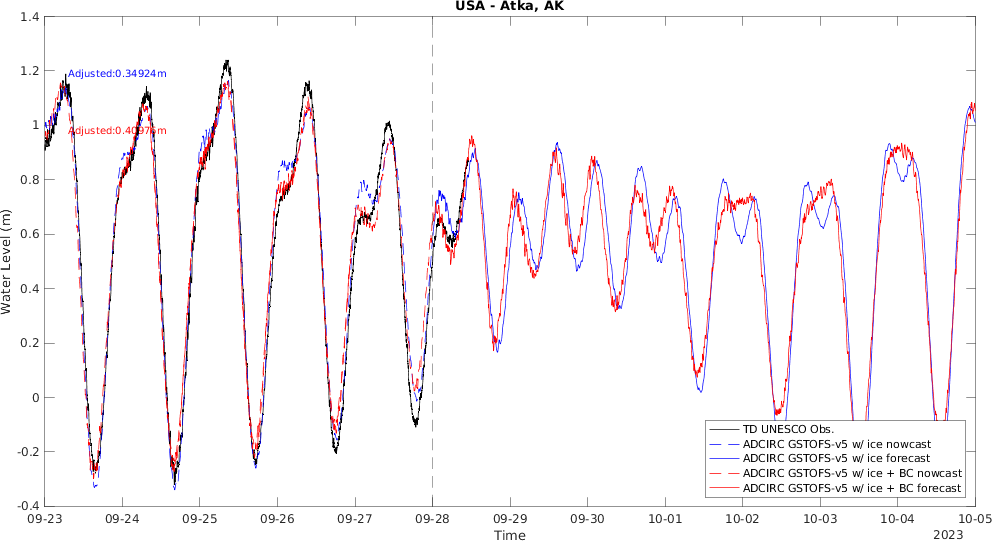 USA - Atka, AK
1.4
1.2
1
0.8
0.6
0.4
0.2
0
-0.2
-0.4
Water Level (m)
Adjusted:0.34924m
Adjusted:0.40976m
TD UNESCO Obs.
ADCIRC GSTOFS-v5 w/ ice nowcast
ADCIRC GSTOFS-v5 w/ ice forecast
ADCIRC GSTOFS-v5 w/ ice + BC nowcast
ADCIRC GSTOFS-v5 w/ ice + BC forecast
09-23 09-24 09-25 09-26 09-27 09-28 09-29 09-30 10-01 10-02 10-03 10-04 10-05
Time
2023